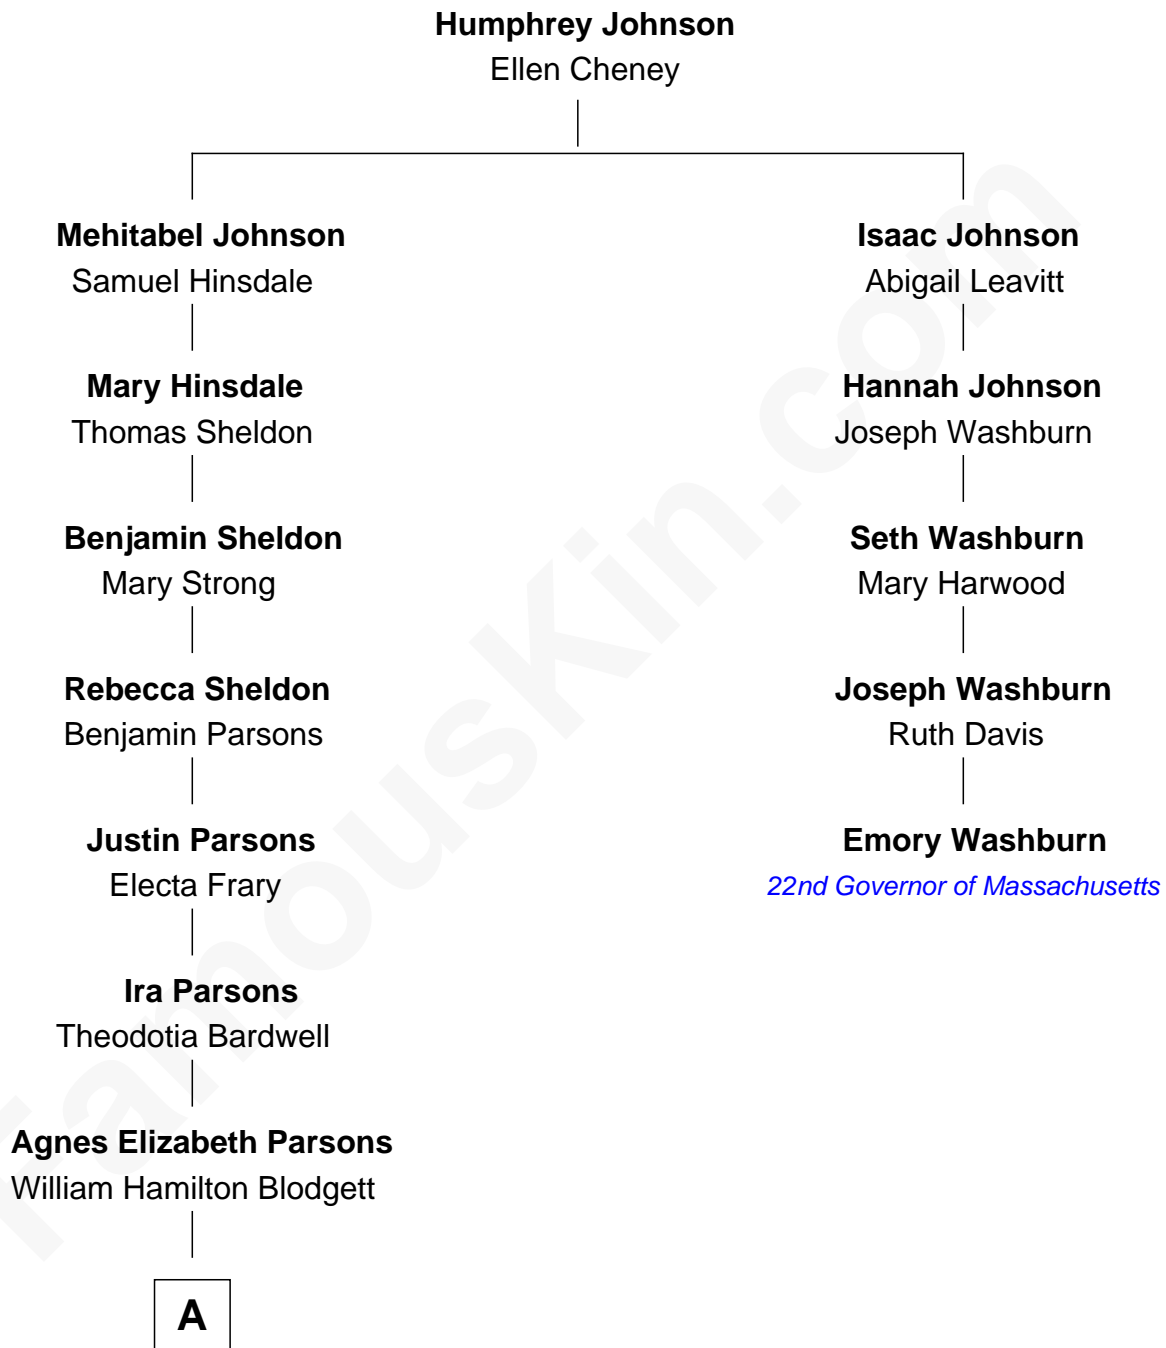 Humphrey Johnson
Ellen Cheney
Mehitabel Johnson
Samuel Hinsdale
Mary Hinsdale
Thomas Sheldon
Benjamin Sheldon
Mary Strong
Rebecca Sheldon
Benjamin Parsons
Justin Parsons
Electa Frary
Ira Parsons
Theodotia Bardwell
Agnes Elizabeth Parsons
William Hamilton Blodgett
A
Isaac Johnson
Abigail Leavitt
Hannah Johnson
Joseph Washburn
Seth Washburn
Mary Harwood
Joseph Washburn
Ruth Davis
Emory Washburn
22nd Governor of Massachusetts
FamousKin.com